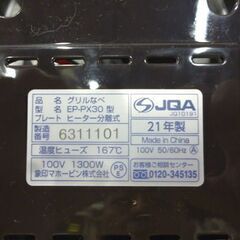 品名 グリルなべ
型名 EP-PX30 型
プレート ヒーター分離式
製造番号 6311101
温度ヒューズ 167℃
100V 1300W
象印マホービン株式会社
PS E
JQA
JQ10191
100V 50/60Hz
21年製
Made in China
お客様ご相談センター
0120-345135